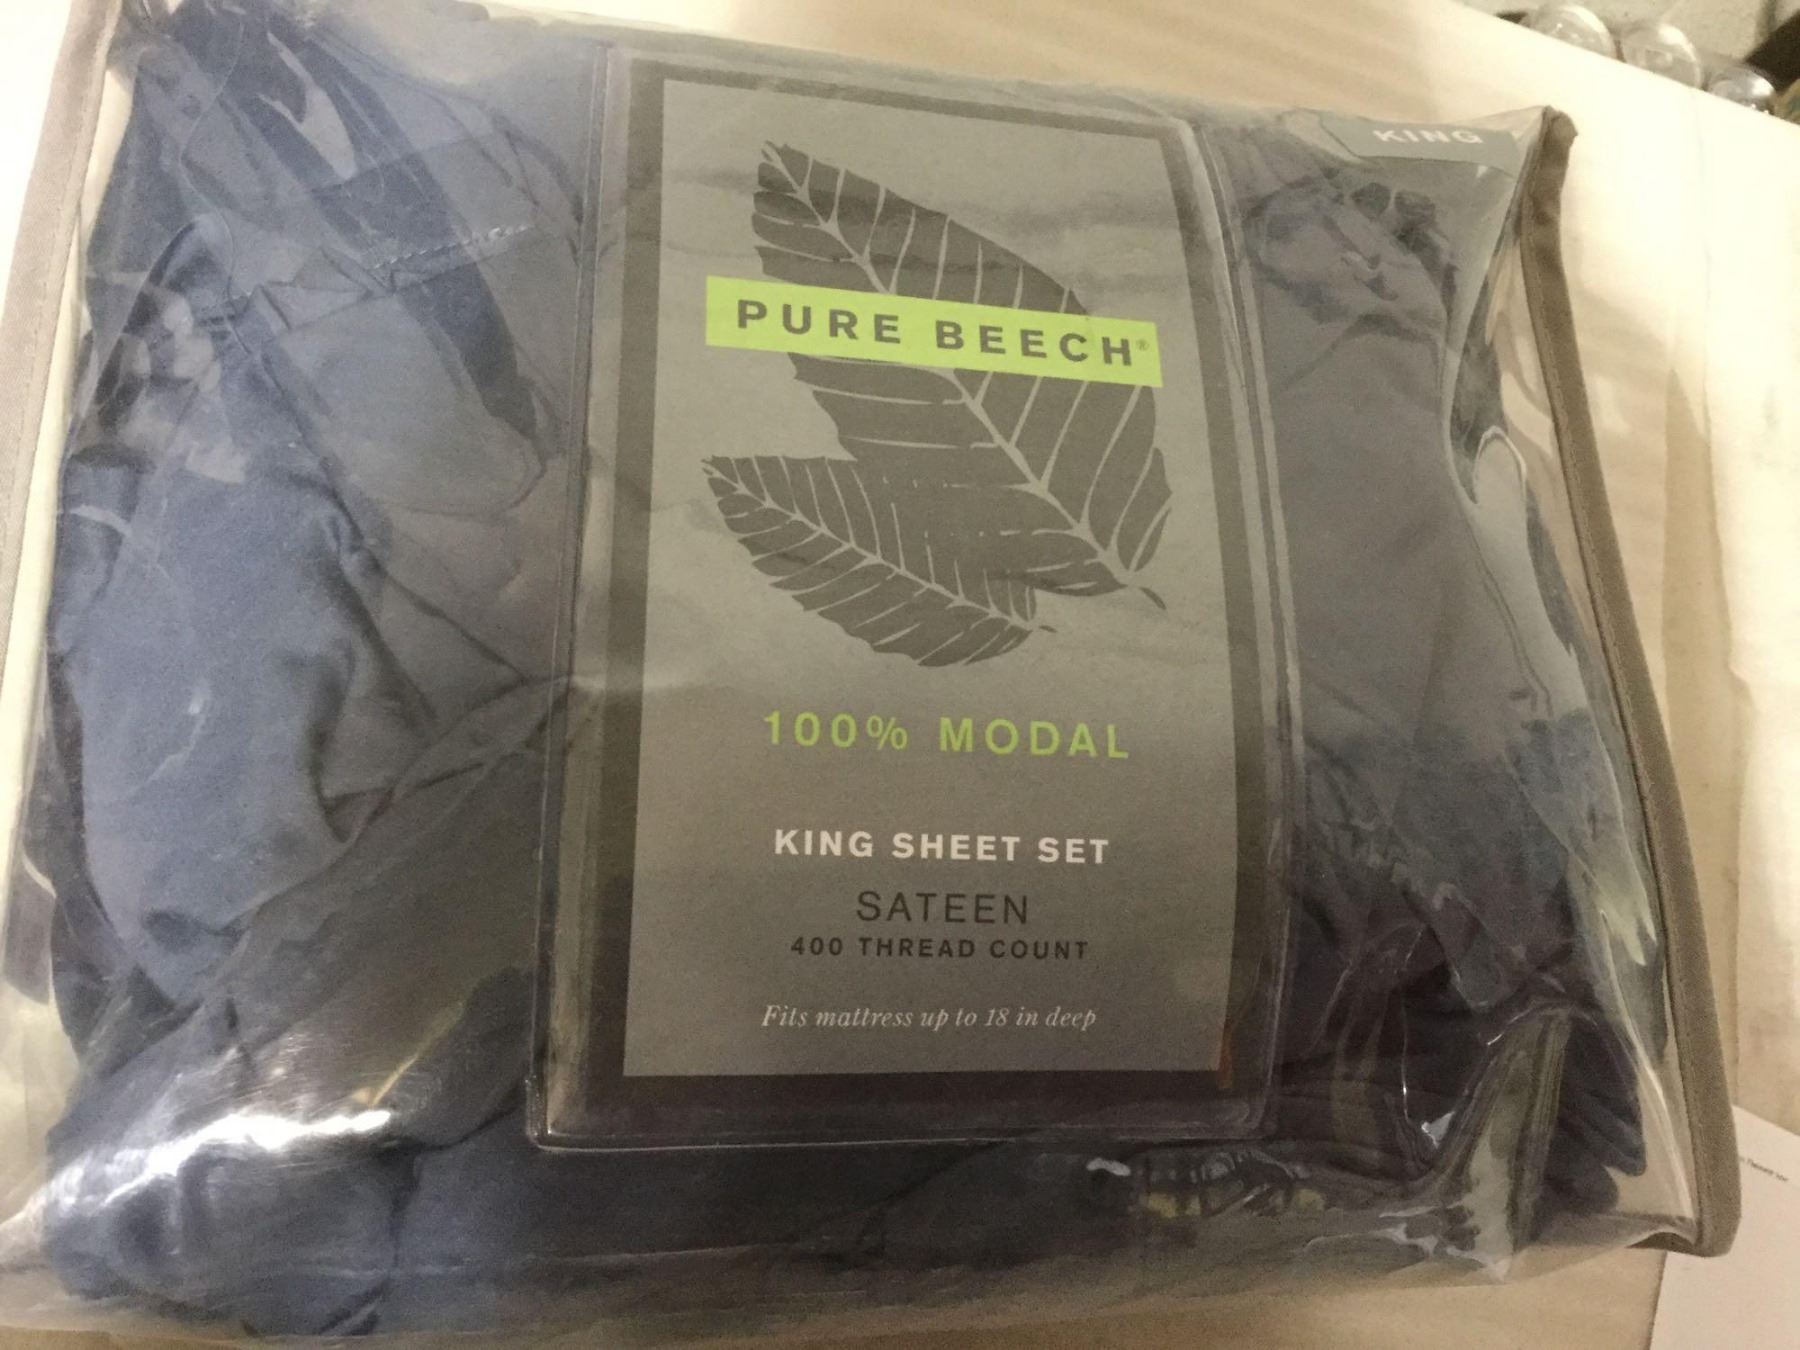 KING
PURE BEECH®
100% MODAL
KING SHEET SET
SATEEN
400 THREAD COUNT
Fits mattress up to 18 in deep